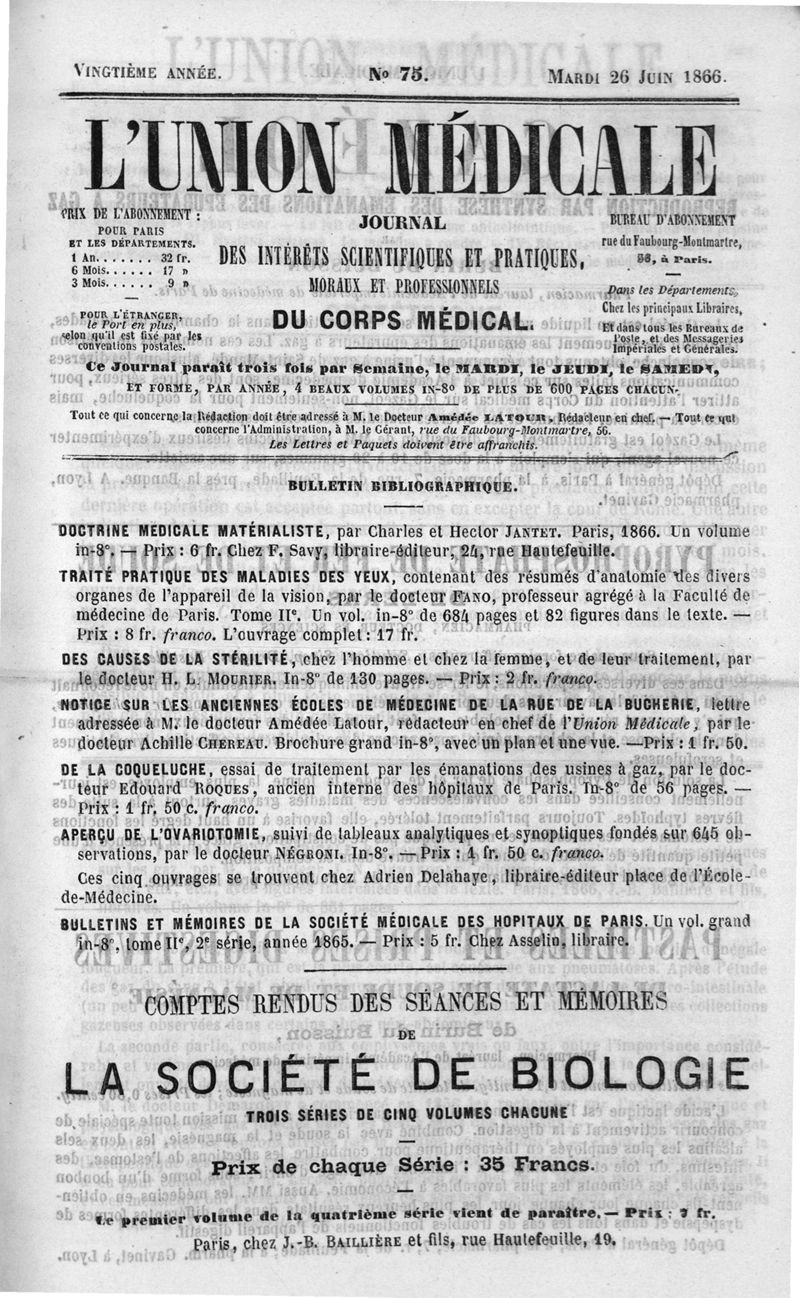 VINGTIÈME ANNÉE. No 75. MARDI 26 JUIN 1866.
L'UNION MÉDICALE
PRIX DE L'ABONNEMENT :
POUR PARIS
ET LES DÉPARTEMENTS.
1 An....... 32 fr.
6 Mois...... 17 »
3 Mois...... 9 »
POUR L'ÉTRANGER,
le Port en plus,
selon qu'il est fixé par les
conventions postales.
JOURNAL
DES INTÉRÊTS SCIENTIFIQUES ET PRATIQUES,
MORAUX ET PROFESSIONNELS
DU CORPS MÉDICAL.
BUREAU D'ABONNEMENT
rue du Faubourg-Montmartre,
à Paris.
Dans les Départements,
Chez les principaux Libraires,
Et dans tous les Bureaux de
Poste, et des Messageries
Impériales et Générales.
Ce Journal paraît trois fois par Semaine, le MARDI, le JEUDI, le SAMEDI,
ET FORME, PAR ANNÉE, 4 BEAUX VOLUMES IN-8o DE PLUS DE 600 PAGES CHACUN.
Tout ce qui concerne la Rédaction doit être adressé à M. le Docteur Amédée LATOUR, Rédacteur en chef. — Tout ce qui
concerne l'Administration, à M. le Gérant, rue du Faubourg-Montmartre, 56.
Les Lettres et Paquets doivent être affranchis.
BULLETIN BIBLIOGRAPHIQUE.
DOCTRINE MÉDICALE MATÉRIALISTE, par Charles et Hector JANTET. Paris, 1866. Un volume
in-8°. — Prix : 6 fr. Chez F. Savy, libraire-éditeur, 24, rue Hautefeuille.
TRAITÉ PRATIQUE DES MALADIES DES YEUX, contenant des résumés d'anatomie des divers
organes de l'appareil de la vision, par le docteur FANO, professeur agrégé à la Faculté de
médecine de Paris. Tome IIe. Un vol. in-8° de 684 pages et 82 figures dans le texte. —
Prix : 8 fr. franco. L'ouvrage complet : 17 fr.
DES CAUSES DE LA STÉRILITÉ, chez l'homme et chez la femme, et de leur traitement, par
le docteur H. L. MOURIER. In-8° de 130 pages. — Prix : 2 fr. franco.
NOTICE SUR LES ANCIENNES ÉCOLES DE MÉDECINE DE LA RUE DE LA BUCHERIE, lettre
adressée à M. le docteur Amédée Latour, rédacteur en chef de l'Union Médicale, par le
docteur Achille CHEREAU. Brochure grand in-8°, avec un plan et une vue. —Prix : 1 fr. 50.
DE LA COQUELUCHE, essai de traitement par les émanations des usines à gaz, par le doc-
teur Edouard ROQUES, ancien interne des hôpitaux de Paris. In-8° de 56 pages. —
Prix : 1 fr. 50 c. franco.
APERÇU DE L'OVARIOTOMIE, suivi de tableaux analytiques et synoptiques fondés sur 645 ob-
servations, par le docteur NÉGRONI. In-8°. — Prix : 1 fr. 50 c. franco.
Ces cinq ouvrages se trouvent chez Adrien Delahaye, libraire-éditeur place de l'École-
de-Médecine.
BULLETINS ET MÉMOIRES DE LA SOCIÉTÉ MÉDICALE DES HOPITAUX DE PARIS. Un vol. grand
in-8°, tome IIe, 2e série, année 1865. — Prix : 5 fr. Chez Asselin, libraire.
COMPTES RENDUS DES SÉANCES ET MÉMOIRES
DE
LA SOCIÉTÉ DE BIOLOGIE
TROIS SÉRIES DE CINQ VOLUMES CHACUNE
Prix de chaque Série : 35 Francs.
Le premier volume de la quatrième série vient de paraître. — Prix : 7 fr.
Paris, chez J.-B. BAILLIÈRE et fils, rue Hautefeuille, 19.